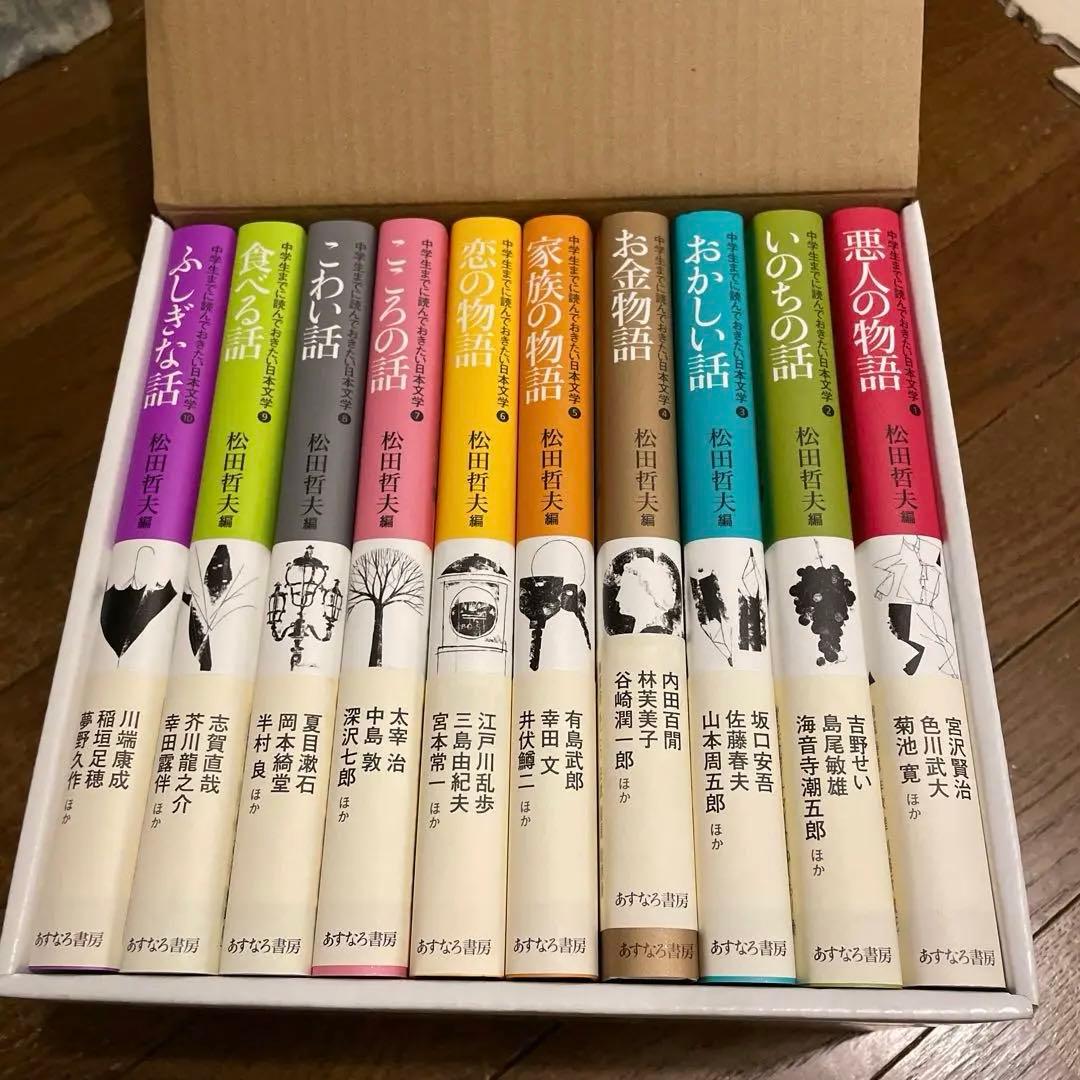 中学生までに読んでおきたい日本文学①
悪人の物語
松田哲夫 編
宮沢賢治
色川武大
菊池 寛 ほか
あすなろ書房
中学生までに読んでおきたい日本文学②
いのちの話
松田哲夫 編
吉野せい
島尾敏雄
海音寺潮五郎 ほか
あすなろ書房
中学生までに読んでおきたい日本文学③
おかしい話
松田哲夫 編
坂口安吾
佐藤春夫
山本周五郎 ほか
あすなろ書房
中学生までに読んでおきたい日本文学④
お金物語
松田哲夫 編
内田百閒
林芙美子
谷崎潤一郎 ほか
あすなろ書房
あすなろ書房
中学生までに読んでおきたい日本文学⑤
家族の物語
松田哲夫 編
有島武郎
幸田 文
井伏鱒二 ほか
あすなろ書房
中学生までに読んでおきたい日本文学⑥
恋の物語
松田哲夫 編
江戸川乱歩
三島由紀夫
宮本常一 ほか
あすなろ書房
中学生までに読んでおきたい日本文学⑦
こころの話
松田哲夫 編
太宰 治
中島 敦
深沢七郎 ほか
あすなろ書房
中学生までに読んでおきたい日本文学⑧
こわい話
松田哲夫 編
夏目漱石
岡本綺堂
半村 良 ほか
あすなろ書房
中学生までに読んでおきたい日本文学⑨
食べる話
松田哲夫 編
志賀直哉
芥川龍之介
幸田露伴 ほか
あすなろ書房
中学生までに読んでおきたい日本文学⑩
ふしぎな話
松田哲夫 編
川端康成
稲垣足穂
夢野久作 ほか
あすなろ書房